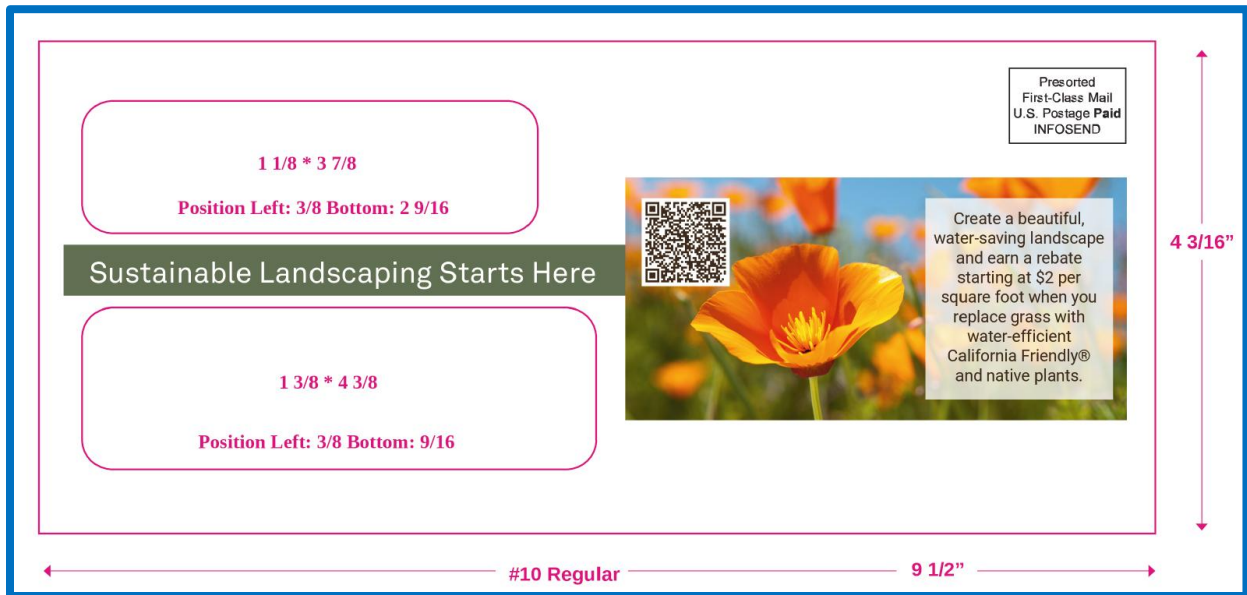 Presorted
First-Class Mail
U.S. Postage Paid
INFOSEND
1 1/8 * 3 7/8
Position Left: 3/8 Bottom: 2 9/16
Sustainable Landscaping Starts Here
Create a beautiful,
water-saving landscape
and earn a rebate
starting at $2 per
square foot when you
replace grass with
water-efficient
California Friendly®
and native plants.
4 3/16”
1 3/8 * 4 3/8
Position Left: 3/8 Bottom: 9/16
#10 Regular
9 1/2”